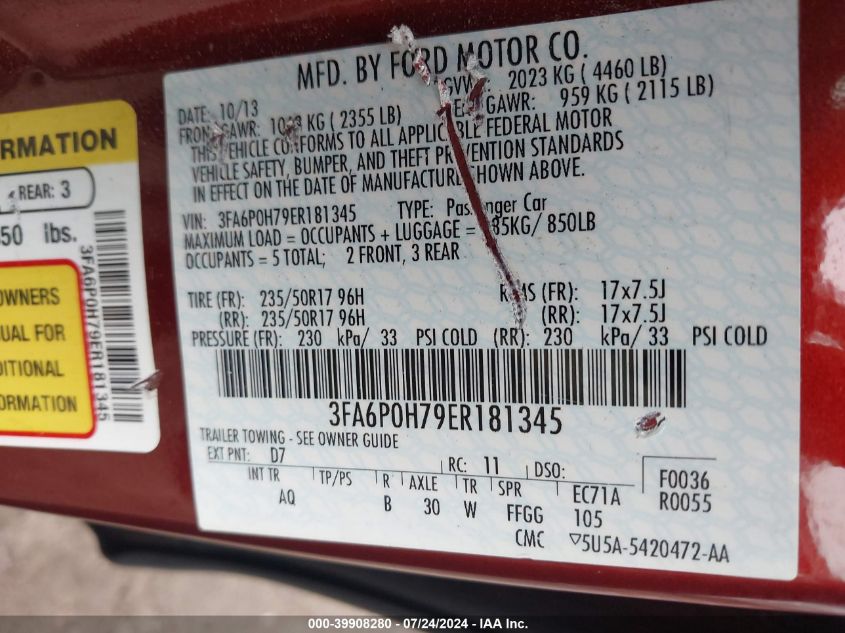 MFD. BY FORD MOTOR CO.
DATE: 10/13 2023 KG ( 4460 LB)
GAWR: KG ( 2355 LB) GAWR: 959 KG ( 2115 LB)
THIS VEHICLE CONFORMS TO ALL APPLICABLE FEDERAL MOTOR
VEHICLE SAFETY, BUMPER, AND THEFT PREVENTION STANDARDS
IN EFFECT ON THE DATE OF MANUFACTURE SHOWN ABOVE.
VIN: 3FA6P0H79ER181345 TYPE: Passenger Car
MAXIMUM LOAD = OCCUPANTS + LUGGAGE = 85KG/ 850LB
OCCUPANTS = 5 TOTAL; 2 FRONT, 3 REAR
TIRE (FR): 235/50R17 96H RIMS (FR): 17x7.5J
(RR): 235/50R17 96H (RR): 17x7.5J
PRESSURE (FR): 230 kPa/ 33 PSI COLD (RR): 230 kPa/ 33 PSI COLD
3FA6P0H79ER181345
TRAILER TOWING - SEE OWNER GUIDE
EXT PNT: D7 RC: 11 DSO: F0036
INT TR TP/PS R AXLE TR SPR EC71A R0055
AQ B 30 W FFGG 105
CMC ▽5U5A-5420472-AA
RMATION
REAR: 3
50 lbs.
OWNERS
UAL FOR
DITIONAL
ORMATION
3FA6P0H79ER181345
000-39908280 - 07/24/2024 - IAA, Inc.